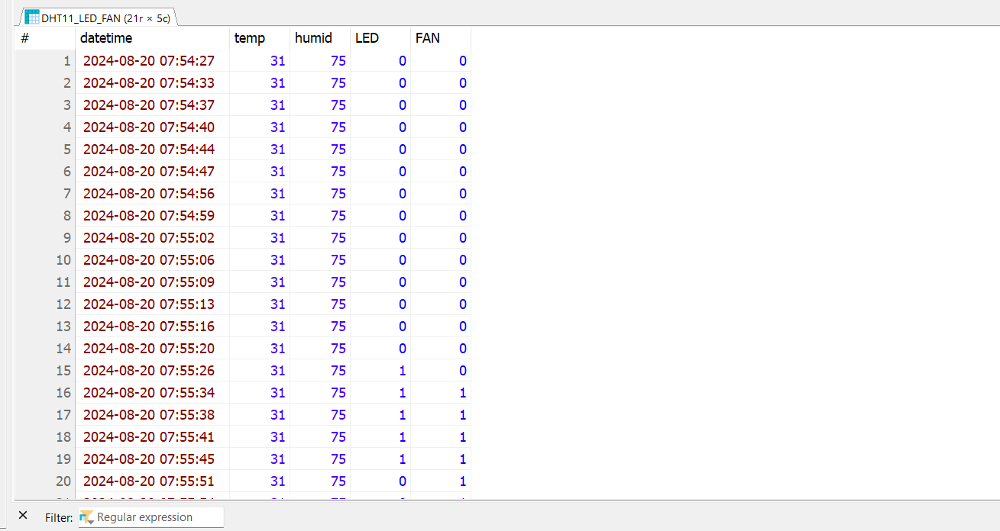 DHT11_LED_FAN (21r × 5c)
# datetime temp humid LED FAN
1 2024-08-20 07:54:27 31 75 0 0
2 2024-08-20 07:54:33 31 75 0 0
3 2024-08-20 07:54:37 31 75 0 0
4 2024-08-20 07:54:40 31 75 0 0
5 2024-08-20 07:54:44 31 75 0 0
6 2024-08-20 07:54:47 31 75 0 0
7 2024-08-20 07:54:56 31 75 0 0
8 2024-08-20 07:54:59 31 75 0 0
9 2024-08-20 07:55:02 31 75 0 0
10 2024-08-20 07:55:06 31 75 0 0
11 2024-08-20 07:55:09 31 75 0 0
12 2024-08-20 07:55:13 31 75 0 0
13 2024-08-20 07:55:16 31 75 0 0
14 2024-08-20 07:55:20 31 75 0 0
15 2024-08-20 07:55:26 31 75 1 0
16 2024-08-20 07:55:34 31 75 1 1
17 2024-08-20 07:55:38 31 75 1 1
18 2024-08-20 07:55:41 31 75 1 1
19 2024-08-20 07:55:45 31 75 1 1
20 2024-08-20 07:55:51 31 75 0 1
Filter: Regular expression